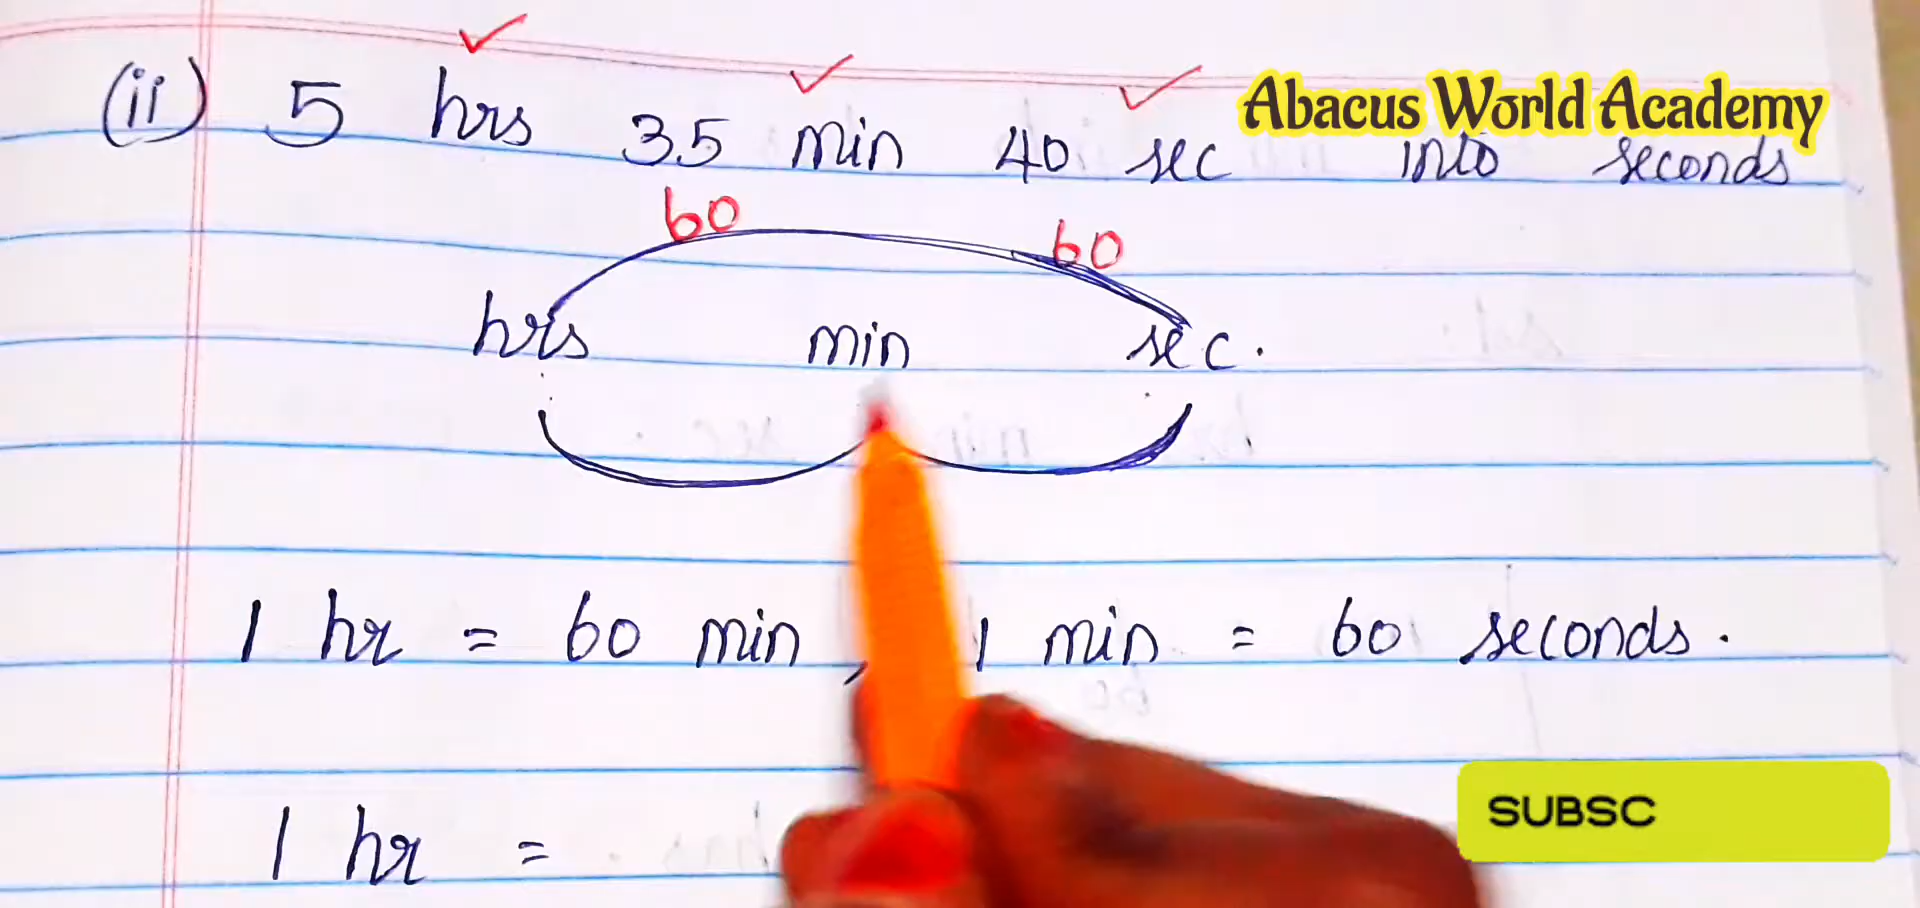 Abacus World Academy
(ii) 5 hrs 35 min 40 sec into seconds
60 60
hrs min sec.
1 hr = 60 min, 1 min = 60 seconds.
1 hr =
SUBSC